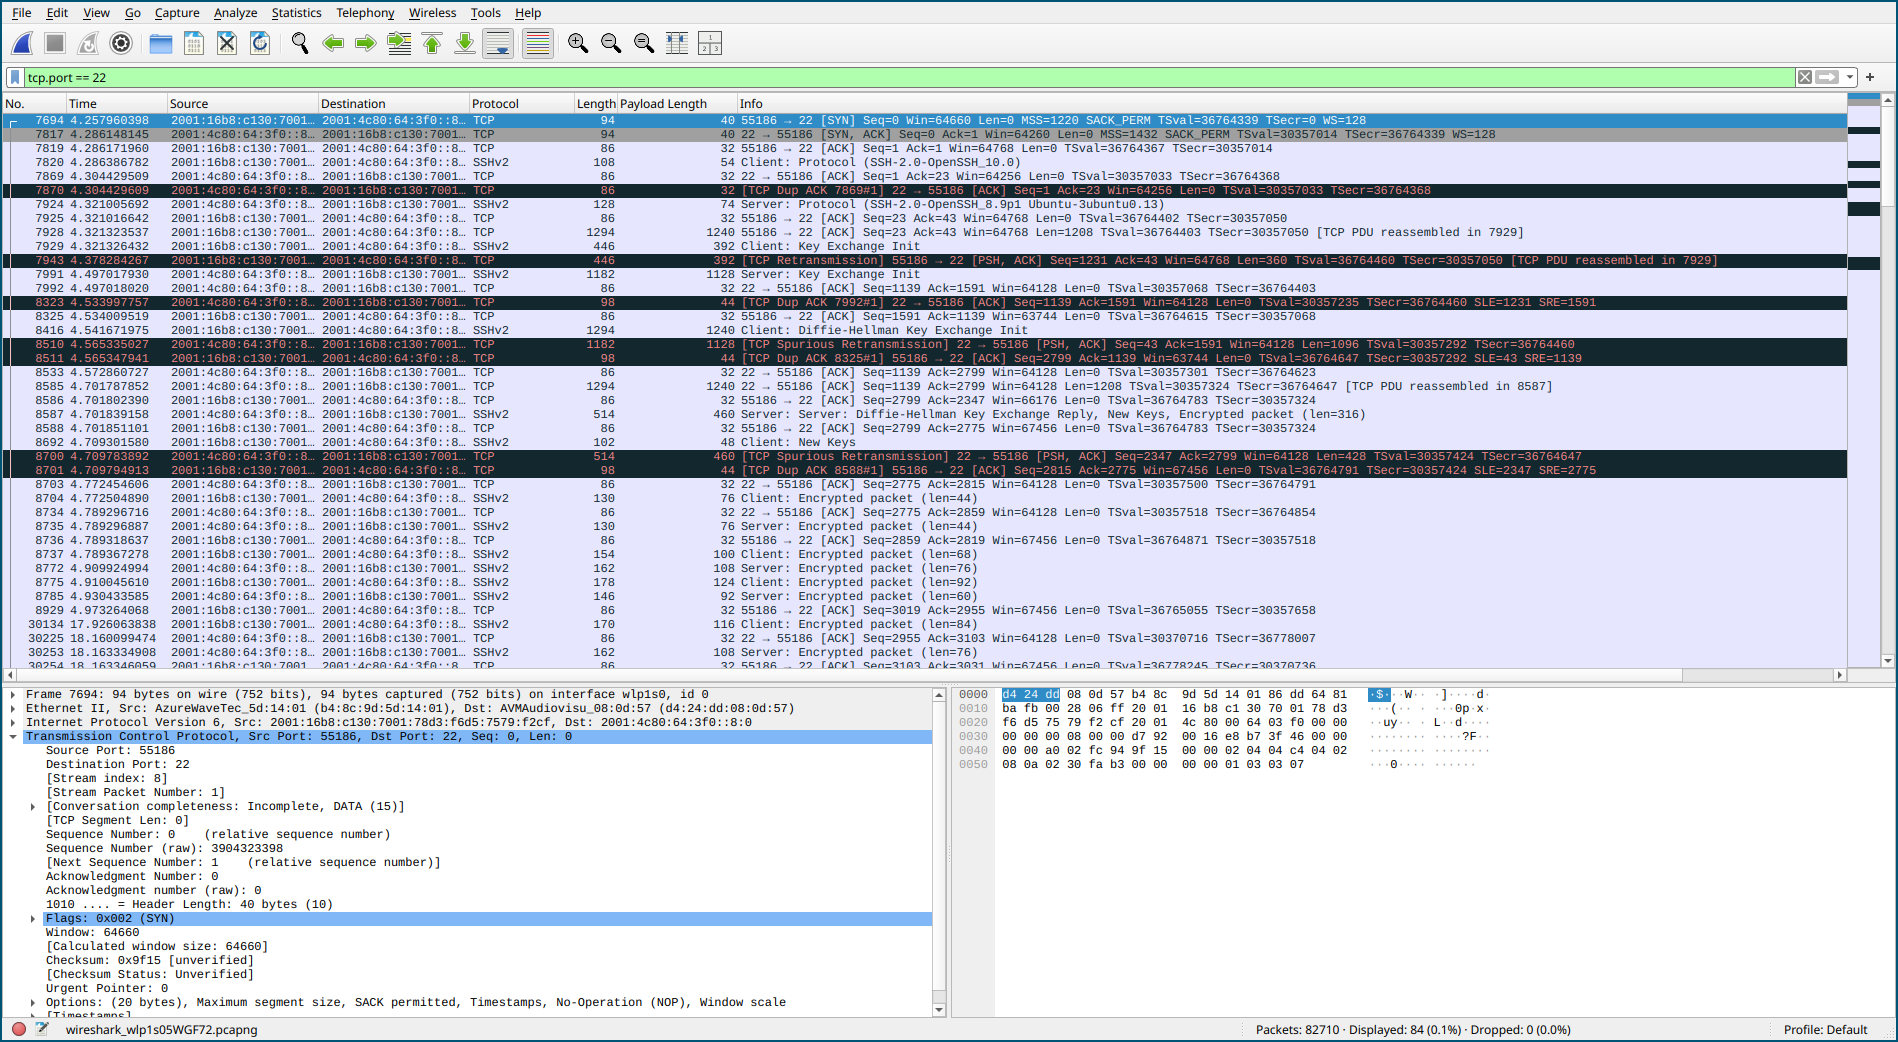 File Edit View Go Capture Analyze Statistics Telephony Wireless Tools Help
tcp.port == 22
No. Time Source Destination Protocol Length Payload Length Info
7694 4.257960398 2001:16b8:c130:7001… 2001:4c80:64:3f0::8… TCP 94 40 55186 → 22 [SYN] Seq=0 Win=64660 Len=0 MSS=1220 SACK_PERM TSval=36764339 TSecr=0 WS=128
7817 4.286148145 2001:4c80:64:3f0::8… 2001:16b8:c130:7001… TCP 94 40 22 → 55186 [SYN, ACK] Seq=0 Ack=1 Win=64260 Len=0 MSS=1432 SACK_PERM TSval=30357014 TSecr=36764339 WS=128
7819 4.286171960 2001:16b8:c130:7001… 2001:4c80:64:3f0::8… TCP 86 32 55186 → 22 [ACK] Seq=1 Ack=1 Win=64768 Len=0 TSval=36764367 TSecr=30357014
7820 4.286386782 2001:16b8:c130:7001… 2001:4c80:64:3f0::8… SSHv2 108 54 Client: Protocol (SSH-2.0-OpenSSH_10.0)
7869 4.304429509 2001:4c80:64:3f0::8… 2001:16b8:c130:7001… TCP 86 32 22 → 55186 [ACK] Seq=1 Ack=23 Win=64256 Len=0 TSval=30357033 TSecr=36764368
7870 4.304429609 2001:4c80:64:3f0::8… 2001:16b8:c130:7001… TCP 86 32 [TCP Dup ACK 7869#1] 22 → 55186 [ACK] Seq=1 Ack=23 Win=64256 Len=0 TSval=30357033 TSecr=36764368
7924 4.321005692 2001:4c80:64:3f0::8… 2001:16b8:c130:7001… SSHv2 128 74 Server: Protocol (SSH-2.0-OpenSSH_8.9p1 Ubuntu-3ubuntu0.13)
7925 4.321016642 2001:16b8:c130:7001… 2001:4c80:64:3f0::8… TCP 86 32 55186 → 22 [ACK] Seq=23 Ack=43 Win=64768 Len=0 TSval=36764402 TSecr=30357050
7928 4.321323537 2001:16b8:c130:7001… 2001:4c80:64:3f0::8… TCP 1294 1240 55186 → 22 [ACK] Seq=23 Ack=43 Win=64768 Len=1208 TSval=36764403 TSecr=30357050 [TCP PDU reassembled in 7929]
7929 4.321326432 2001:16b8:c130:7001… 2001:4c80:64:3f0::8… SSHv2 446 392 Client: Key Exchange Init
7943 4.378284267 2001:16b8:c130:7001… 2001:4c80:64:3f0::8… TCP 446 392 [TCP Retransmission] 55186 → 22 [PSH, ACK] Seq=1231 Ack=43 Win=64768 Len=360 TSval=36764460 TSecr=30357050 [TCP PDU reassembled in 7929]
7991 4.497017930 2001:4c80:64:3f0::8… 2001:16b8:c130:7001… SSHv2 1182 1128 Server: Key Exchange Init
7992 4.497018020 2001:4c80:64:3f0::8… 2001:16b8:c130:7001… TCP 86 32 22 → 55186 [ACK] Seq=1139 Ack=1591 Win=64128 Len=0 TSval=30357068 TSecr=36764403
8323 4.533997757 2001:4c80:64:3f0::8… 2001:16b8:c130:7001… TCP 98 44 [TCP Dup ACK 7992#1] 22 → 55186 [ACK] Seq=1139 Ack=1591 Win=64128 Len=0 TSval=30357235 TSecr=36764460 SLE=1231 SRE=1591
8325 4.534009519 2001:16b8:c130:7001… 2001:4c80:64:3f0::8… TCP 86 32 55186 → 22 [ACK] Seq=1591 Ack=1139 Win=63744 Len=0 TSval=36764615 TSecr=30357068
8416 4.541671975 2001:16b8:c130:7001… 2001:4c80:64:3f0::8… SSHv2 1294 1240 Client: Diffie-Hellman Key Exchange Init
8510 4.565335027 2001:4c80:64:3f0::8… 2001:16b8:c130:7001… TCP 1182 1128 [TCP Spurious Retransmission] 22 → 55186 [PSH, ACK] Seq=43 Ack=1591 Win=64128 Len=1096 TSval=30357292 TSecr=36764460
8511 4.565347941 2001:16b8:c130:7001… 2001:4c80:64:3f0::8… TCP 98 44 [TCP Dup ACK 8325#1] 55186 → 22 [ACK] Seq=2799 Ack=1139 Win=63744 Len=0 TSval=36764647 TSecr=30357292 SLE=43 SRE=1139
8533 4.572860727 2001:4c80:64:3f0::8… 2001:16b8:c130:7001… TCP 86 32 22 → 55186 [ACK] Seq=1139 Ack=2799 Win=64128 Len=0 TSval=30357301 TSecr=36764623
8585 4.701787852 2001:4c80:64:3f0::8… 2001:16b8:c130:7001… TCP 1294 1240 22 → 55186 [ACK] Seq=1139 Ack=2799 Win=64128 Len=1208 TSval=30357324 TSecr=36764647 [TCP PDU reassembled in 8587]
8586 4.701802390 2001:16b8:c130:7001… 2001:4c80:64:3f0::8… TCP 86 32 55186 → 22 [ACK] Seq=2799 Ack=2347 Win=66176 Len=0 TSval=36764783 TSecr=30357324
8587 4.701839158 2001:4c80:64:3f0::8… 2001:16b8:c130:7001… SSHv2 514 460 Server: Server: Diffie-Hellman Key Exchange Reply, New Keys, Encrypted packet (len=316)
8588 4.701851101 2001:16b8:c130:7001… 2001:4c80:64:3f0::8… TCP 86 32 55186 → 22 [ACK] Seq=2799 Ack=2775 Win=67456 Len=0 TSval=36764783 TSecr=30357324
8692 4.709301580 2001:16b8:c130:7001… 2001:4c80:64:3f0::8… SSHv2 102 48 Client: New Keys
8700 4.709783892 2001:4c80:64:3f0::8… 2001:16b8:c130:7001… TCP 514 460 [TCP Spurious Retransmission] 22 → 55186 [PSH, ACK] Seq=2347 Ack=2799 Win=64128 Len=428 TSval=30357424 TSecr=36764647
8701 4.709794913 2001:16b8:c130:7001… 2001:4c80:64:3f0::8… TCP 98 44 [TCP Dup ACK 8588#1] 55186 → 22 [ACK] Seq=2815 Ack=2775 Win=67456 Len=0 TSval=36764791 TSecr=30357424 SLE=2347 SRE=2775
8703 4.772454606 2001:4c80:64:3f0::8… 2001:16b8:c130:7001… TCP 86 32 22 → 55186 [ACK] Seq=2775 Ack=2815 Win=64128 Len=0 TSval=30357500 TSecr=36764791
8704 4.772504890 2001:16b8:c130:7001… 2001:4c80:64:3f0::8… SSHv2 130 76 Client: Encrypted packet (len=44)
8734 4.789296716 2001:4c80:64:3f0::8… 2001:16b8:c130:7001… TCP 86 32 22 → 55186 [ACK] Seq=2775 Ack=2859 Win=64128 Len=0 TSval=30357518 TSecr=36764854
8735 4.789296887 2001:4c80:64:3f0::8… 2001:16b8:c130:7001… SSHv2 130 76 Server: Encrypted packet (len=44)
8736 4.789318637 2001:16b8:c130:7001… 2001:4c80:64:3f0::8… TCP 86 32 55186 → 22 [ACK] Seq=2859 Ack=2819 Win=67456 Len=0 TSval=36764871 TSecr=30357518
8737 4.789367278 2001:16b8:c130:7001… 2001:4c80:64:3f0::8… SSHv2 154 100 Client: Encrypted packet (len=68)
8772 4.909924994 2001:4c80:64:3f0::8… 2001:16b8:c130:7001… SSHv2 162 108 Server: Encrypted packet (len=76)
8775 4.910045610 2001:16b8:c130:7001… 2001:4c80:64:3f0::8… SSHv2 178 124 Client: Encrypted packet (len=92)
8785 4.930433585 2001:4c80:64:3f0::8… 2001:16b8:c130:7001… SSHv2 146 92 Server: Encrypted packet (len=60)
8929 4.973264068 2001:16b8:c130:7001… 2001:4c80:64:3f0::8… TCP 86 32 55186 → 22 [ACK] Seq=3019 Ack=2955 Win=67456 Len=0 TSval=36765055 TSecr=30357658
30134 17.926063838 2001:16b8:c130:7001… 2001:4c80:64:3f0::8… SSHv2 170 116 Client: Encrypted packet (len=84)
30225 18.160099474 2001:4c80:64:3f0::8… 2001:16b8:c130:7001… TCP 86 32 22 → 55186 [ACK] Seq=2955 Ack=3103 Win=64128 Len=0 TSval=30370716 TSecr=36778007
30253 18.163334908 2001:4c80:64:3f0::8… 2001:16b8:c130:7001… SSHv2 162 108 Server: Encrypted packet (len=76)
30254 18.163346059 2001:16b8:c130:7001… 2001:4c80:64:3f0::8… TCP 86 32 55186 → 22 [ACK] Seq=3103 Ack=3031 Win=67456 Len=0 TSval=36778245 TSecr=30370736
Frame 7694: 94 bytes on wire (752 bits), 94 bytes captured (752 bits) on interface wlp1s0, id 0
Ethernet II, Src: AzureWaveTec_5d:14:01 (b4:8c:9d:5d:14:01), Dst: AVMAudiovisu_08:0d:57 (d4:24:dd:08:0d:57)
Internet Protocol Version 6, Src: 2001:16b8:c130:7001:78d3:f6d5:7579:f2cf, Dst: 2001:4c80:64:3f0::8:0
Transmission Control Protocol, Src Port: 55186, Dst Port: 22, Seq: 0, Len: 0
Source Port: 55186
Destination Port: 22
[Stream index: 8]
[Stream Packet Number: 1]
[Conversation completeness: Incomplete, DATA (15)]
[TCP Segment Len: 0]
Sequence Number: 0 (relative sequence number)
Sequence Number (raw): 3904323398
[Next Sequence Number: 1 (relative sequence number)]
Acknowledgment Number: 0
Acknowledgment number (raw): 0
1010 .... = Header Length: 40 bytes (10)
Flags: 0x002 (SYN)
Window: 64660
[Calculated window size: 64660]
Checksum: 0x9f15 [unverified]
[Checksum Status: Unverified]
Urgent Pointer: 0
Options: (20 bytes), Maximum segment size, SACK permitted, Timestamps, No-Operation (NOP), Window scale
[Timestamps]
0000 d4 24 dd 08 0d 57 b4 8c 9d 5d 14 01 86 dd 64 81 ·$···W·· ·]····d·
0010 ba fb 00 28 06 ff 20 01 16 b8 c1 30 70 01 78 d3 ···(·· · ···0p·x·
0020 f6 d5 75 79 f2 cf 20 01 4c 80 00 64 03 f0 00 00 ··uy·· · L··d····
0030 00 00 00 08 00 00 d7 92 00 16 e8 b7 3f 46 00 00 ········ ····?F··
0040 00 00 a0 02 fc 94 9f 15 00 00 02 04 04 c4 04 02 ········ ········
0050 08 0a 02 30 fa b3 00 00 00 00 01 03 03 07 ···0···· ······
wireshark_wlp1s05WGF72.pcapng Packets: 82710 · Displayed: 84 (0.1%) · Dropped: 0 (0.0%) Profile: Default